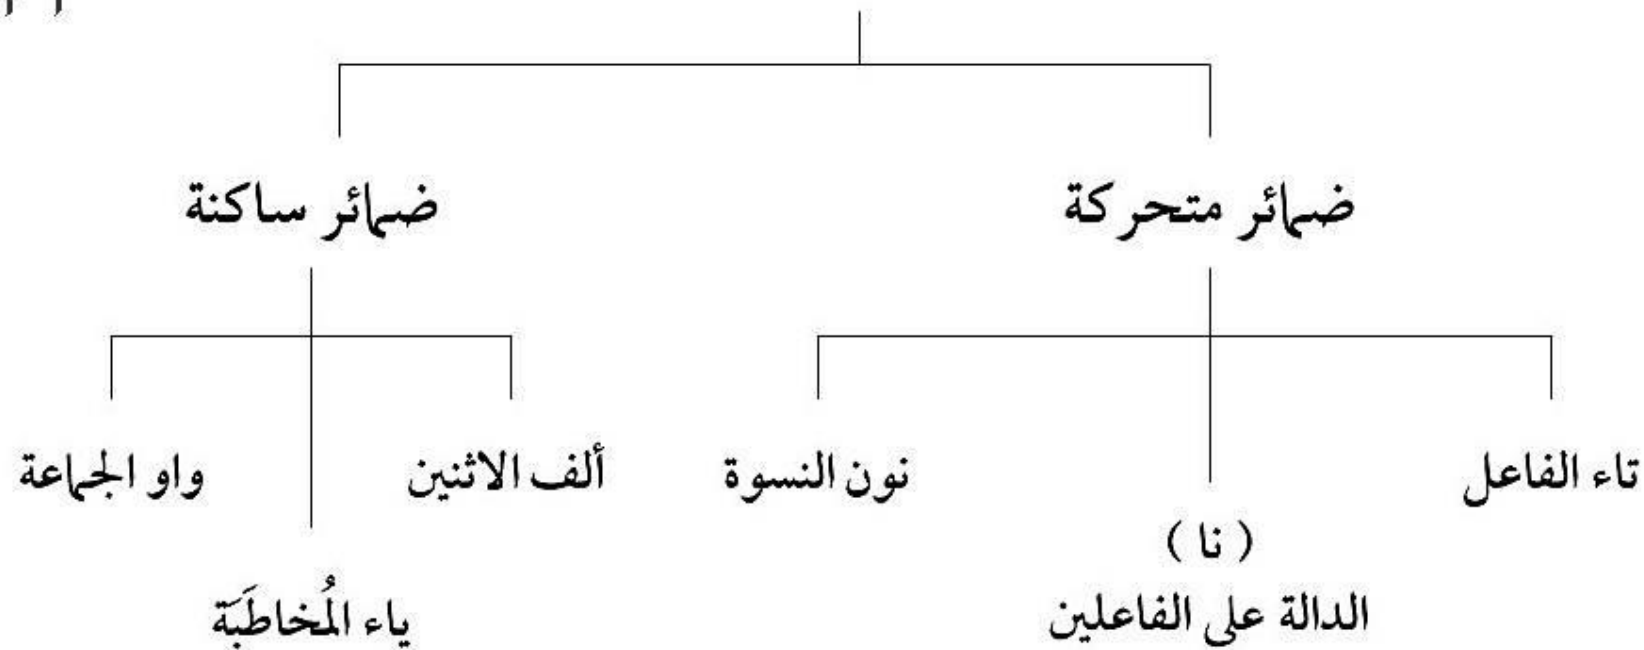 ضمائر متحركة
ضمائر ساكنة
تاء الفاعل
( نا )
الدالة على الفاعلين
نون النسوة
ألف الاثنين
ياء المُخاطَبَة
واو الجماعة